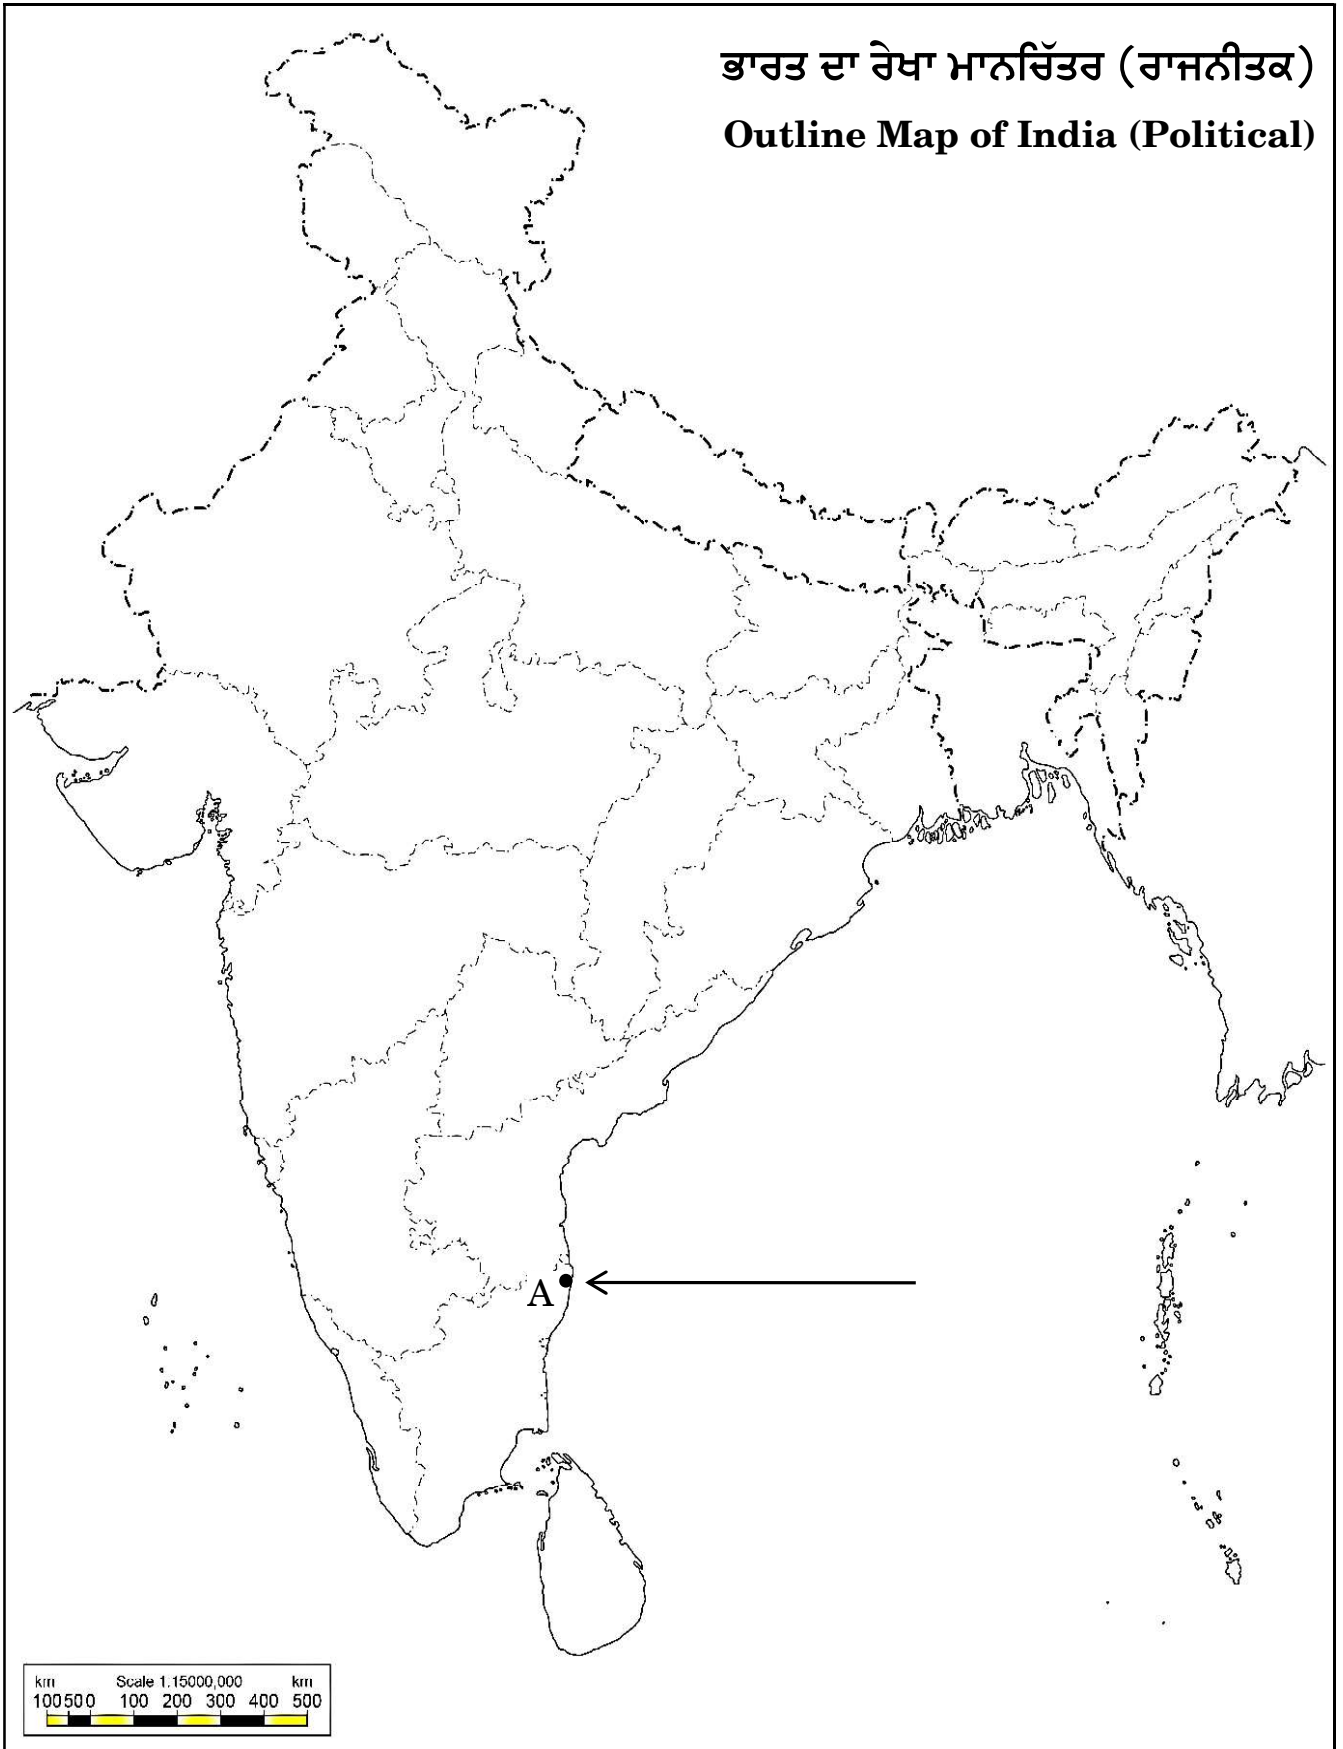 ਭਾਰਤ ਦਾ ਰੇਖਾ ਮਾਨਚਿੱਤਰ (ਰਾਜਨੀਤਕ)
Outline Map of India (Political)
A
km Scale 1:15000,000 km
100 50 0 100 200 300 400 500